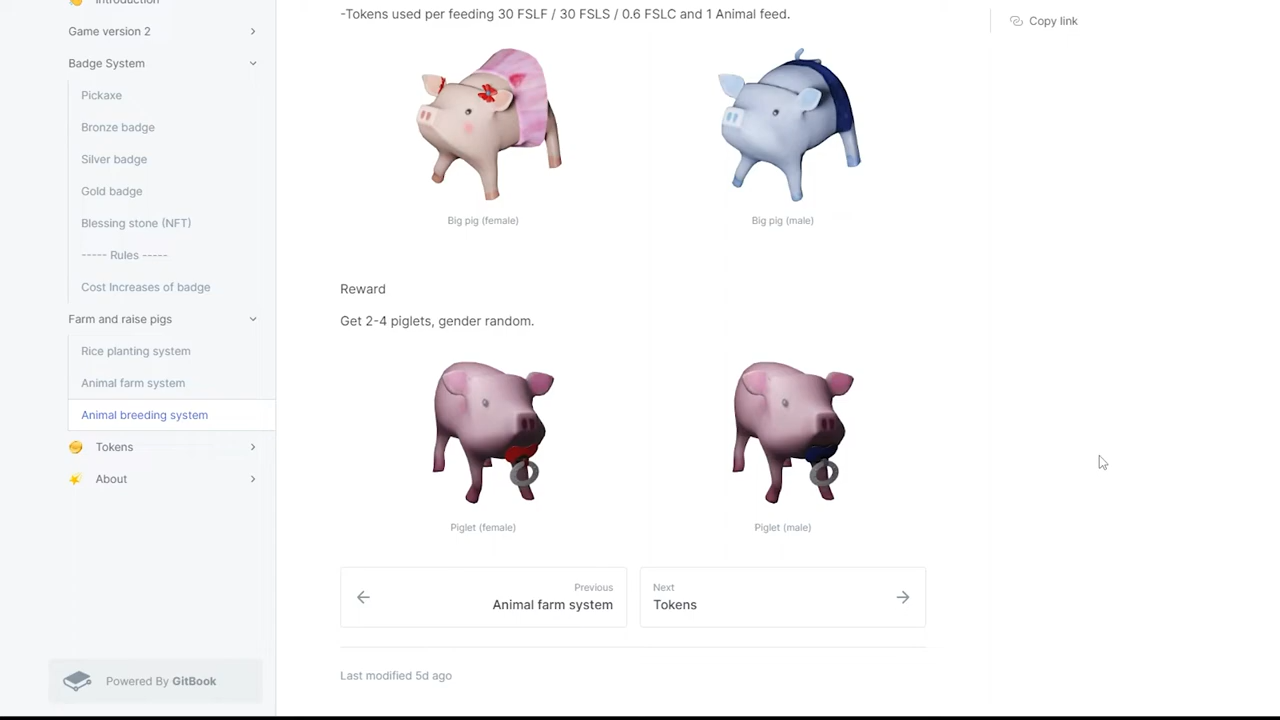 Introduction
Game version 2
Badge System
Pickaxe
Bronze badge
Silver badge
Gold badge
Blessing stone (NFT)
----- Rules -----
Cost Increases of badge
Farm and raise pigs
Rice planting system
Animal farm system
Animal breeding system
Tokens
About
Powered By GitBook
-Tokens used per feeding 30 FSLF / 30 FSLS / 0.6 FSLC and 1 Animal feed.
Big pig (female)
Big pig (male)
Reward
Get 2-4 piglets, gender random.
Piglet (female)
Piglet (male)
Previous
Animal farm system
Next
Tokens
Last modified 5d ago
Copy link